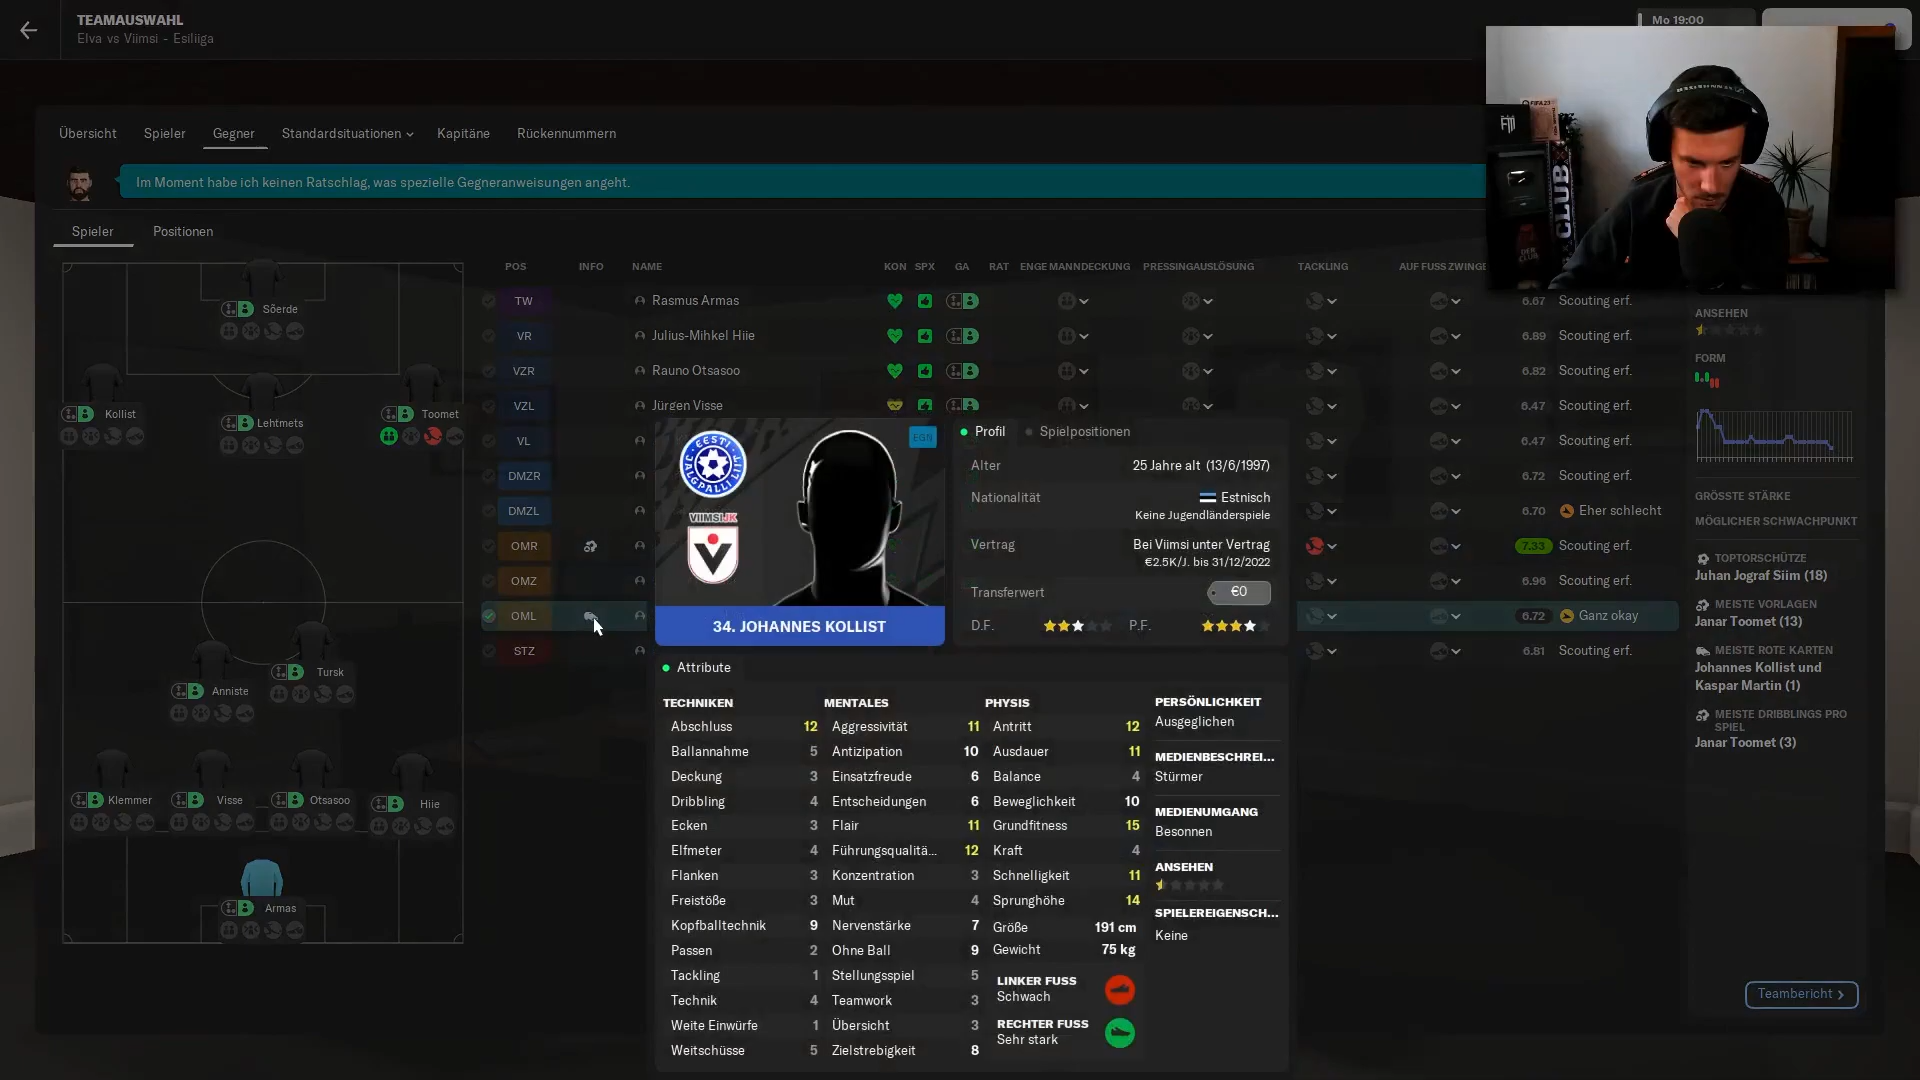 TEAMAUSWAHL
Elva vs Viimsi - Esiliiga
Mo 19:00
Übersicht Spieler Gegner Standardsituationen Kapitäne Rückennummern
Im Moment habe ich keinen Ratschlag, was spezielle Gegneranweisungen angeht.
Spieler Positionen
POS INFO NAME KON SPX GA RAT ENGE MANNDECKUNG PRESSINGAUSLÖSUNG TACKLING AUF FUSS ZWINGE
TW Rasmus Armas 6.67 Scouting erf.
VR Julius-Mihkel Hiie 6.89 Scouting erf.
VZR Rauno Otsasoo 6.82 Scouting erf.
VZL Jürgen Visse 6.47 Scouting erf.
VL 6.47 Scouting erf.
DMZR 6.72 Scouting erf.
DMZL 6.70 Eher schlecht
OMR 7.33 Scouting erf.
OMZ 6.96 Scouting erf.
OML 6.72 Ganz okay
STZ 6.81 Scouting erf.
Sõerde
Kollist Lehtmets Toomet
Anniste Tursk
Klemmer Visse Otsasoo Hiie
Armas
EESTI JALGPALLI LIIT
VIIMSI JK
EGN
34. JOHANNES KOLLIST
Profil Spielpositionen
Alter 25 Jahre alt (13/6/1997)
Nationalität Estnisch
Keine Jugendländerspiele
Vertrag Bei Viimsi unter Vertrag
€2.5K/J. bis 31/12/2022
Transferwert €0
D.F. P.F.
Attribute
TECHNIKEN MENTALES PHYSIS
Abschluss 12 Aggressivität 11 Antritt 12
Ballannahme 5 Antizipation 10 Ausdauer 11
Deckung 3 Einsatzfreude 6 Balance 4
Dribbling 4 Entscheidungen 6 Beweglichkeit 10
Ecken 3 Flair 11 Grundfitness 15
Elfmeter 4 Führungsqualitä... 12 Kraft 4
Flanken 3 Konzentration 3 Schnelligkeit 11
Freistöße 3 Mut 4 Sprunghöhe 14
Kopfballtechnik 9 Nervenstärke 7 Größe 191 cm
Passen 2 Ohne Ball 9 Gewicht 75 kg
Tackling 1 Stellungsspiel 5
Technik 4 Teamwork 3
Weite Einwürfe 1 Übersicht 3
Weitschüsse 5 Zielstrebigkeit 8
LINKER FUSS
Schwach
RECHTER FUSS
Sehr stark
PERSÖNLICHKEIT
Ausgeglichen
MEDIENBESCHREI...
Stürmer
MEDIENUMGANG
Besonnen
ANSEHEN
SPIELEREIGENSCH...
Keine
ANSEHEN
FORM
GRÖSSTE STÄRKE
MÖGLICHER SCHWACHPUNKT
TOPTORSCHÜTZE
Juhan Jograf Siim (18)
MEISTE VORLAGEN
Janar Toomet (13)
MEISTE ROTE KARTEN
Johannes Kollist und
Kaspar Martin (1)
MEISTE DRIBBLINGS PRO
SPIEL
Janar Toomet (3)
Teambericht
FIFA 23
FM
CLUB
DER
CLUB